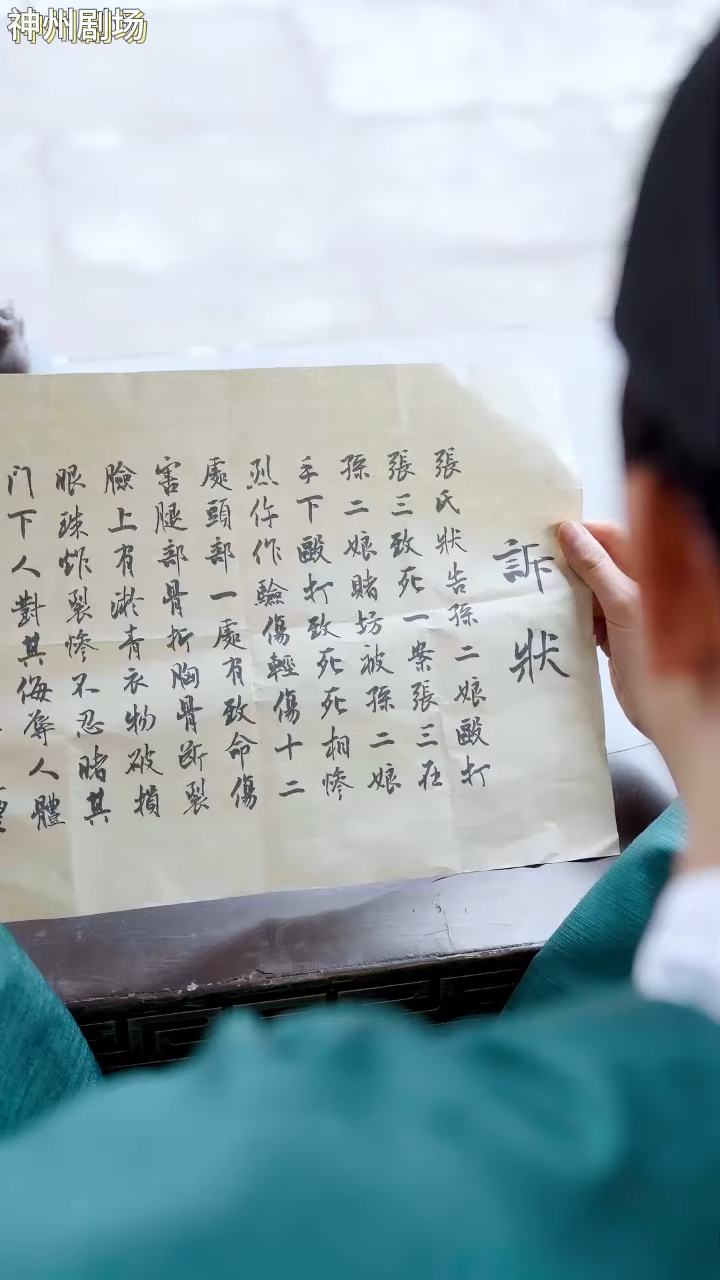 神州剧场
訴狀
張氏狀告孫二娘毆打
張三致死一案張三在
孫二娘賭坊被孫二娘
手下毆打致死死相慘
烈仵作驗傷輕傷十二
處頭部一處有致命傷
害腿部骨折胸骨斷裂
臉上有淤青衣物破損
眼珠炸裂慘不忍睹其
门下人對其侮辱人體